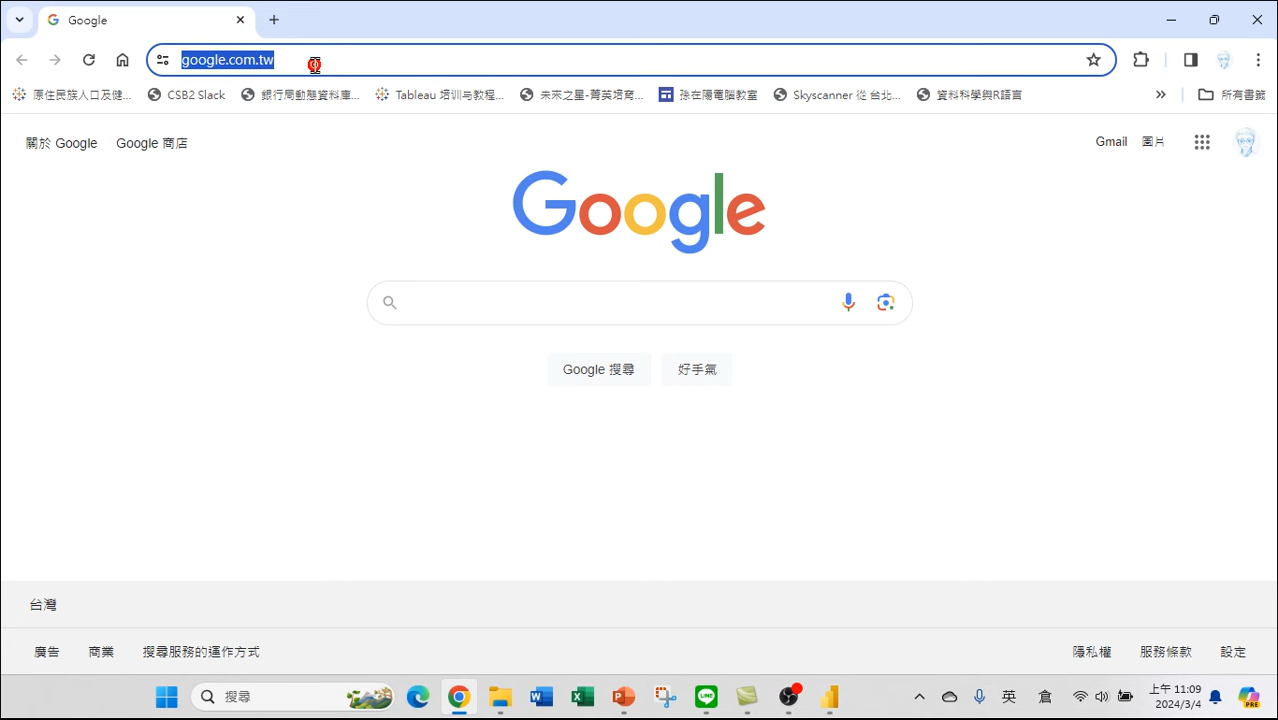 Google
google.com.tw
原住民族人口及健... CSB2 Slack 銀行局動態資料庫... Tableau 培训与教程... 未來之星-菁英培育... 孫在陽電腦教室 Skyscanner 從 台北... 資料科學與R語言 » 所有書籤
關於 Google Google 商店 Gmail 圖片
Google
Google 搜尋 好手氣
台灣
廣告 商業 搜尋服務的運作方式 隱私權 服務條款 設定
搜尋 英 倉 上午 11:09
2024/3/4
PRE